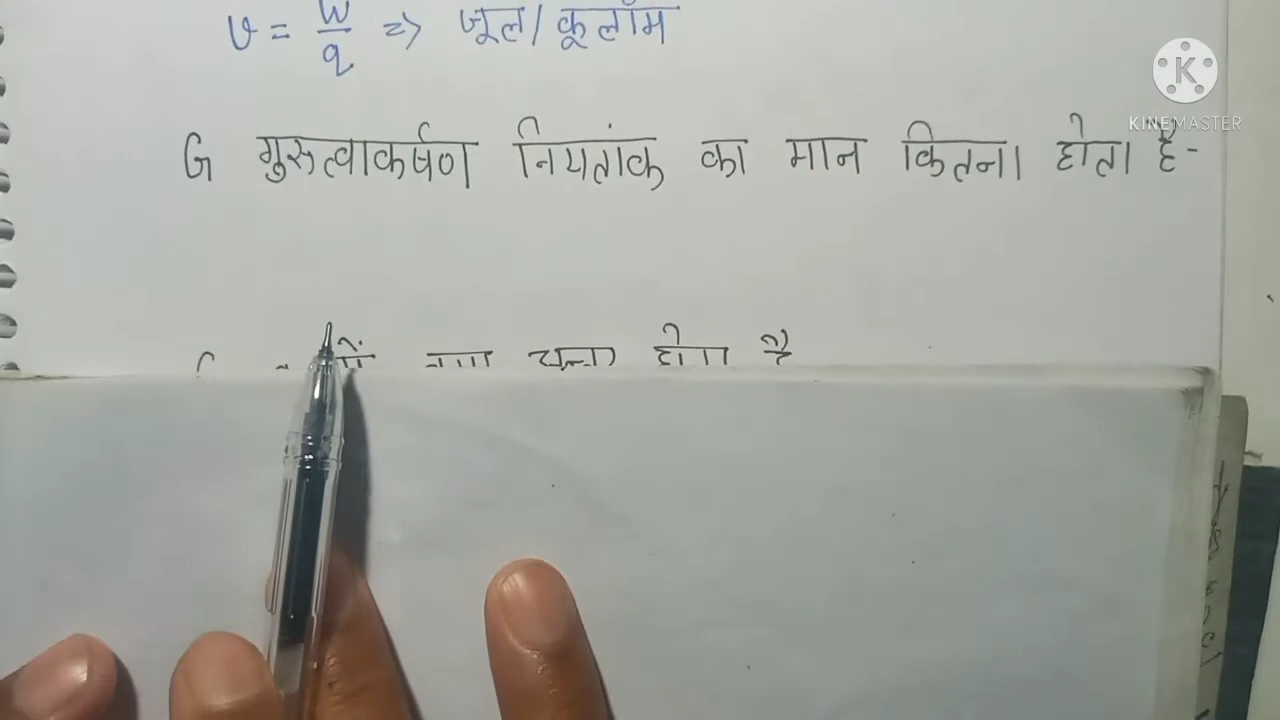 v = W/q => जूल/कूलॉम
K
KINEMASTER
G गुरुत्वाकर्षण नियतांक का मान कितना होता है-
होता है